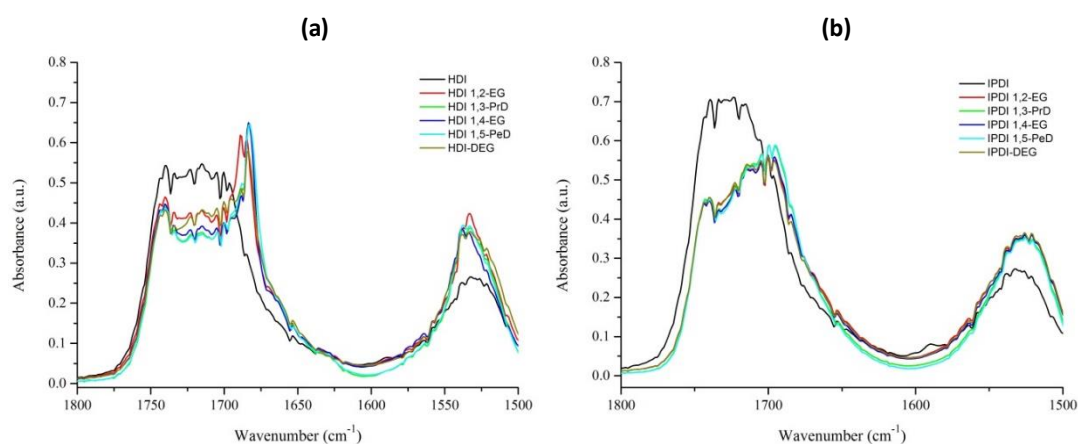 (a)
(b)
0.8
0.7
0.6
0.5
0.4
0.3
0.2
0.1
0.0
Absorbance (a.u.)
HDI
HDI 1,2-EG
HDI 1,3-PrD
HDI 1,4-EG
HDI 1,5-PeD
HDI-DEG
1800
1750
1700
1650
1600
1550
1500
Wavenumber (cm⁻¹)
0.8
0.7
0.6
0.5
0.4
0.3
0.2
0.1
0.0
Absorbance (a.u.)
IPDI
IPDI 1,2-EG
IPDI 1,3-PrD
IPDI 1,4-EG
IPDI 1,5-PeD
IPDI-DEG
1800
1700
1600
1500
Wavenumber (cm⁻¹)